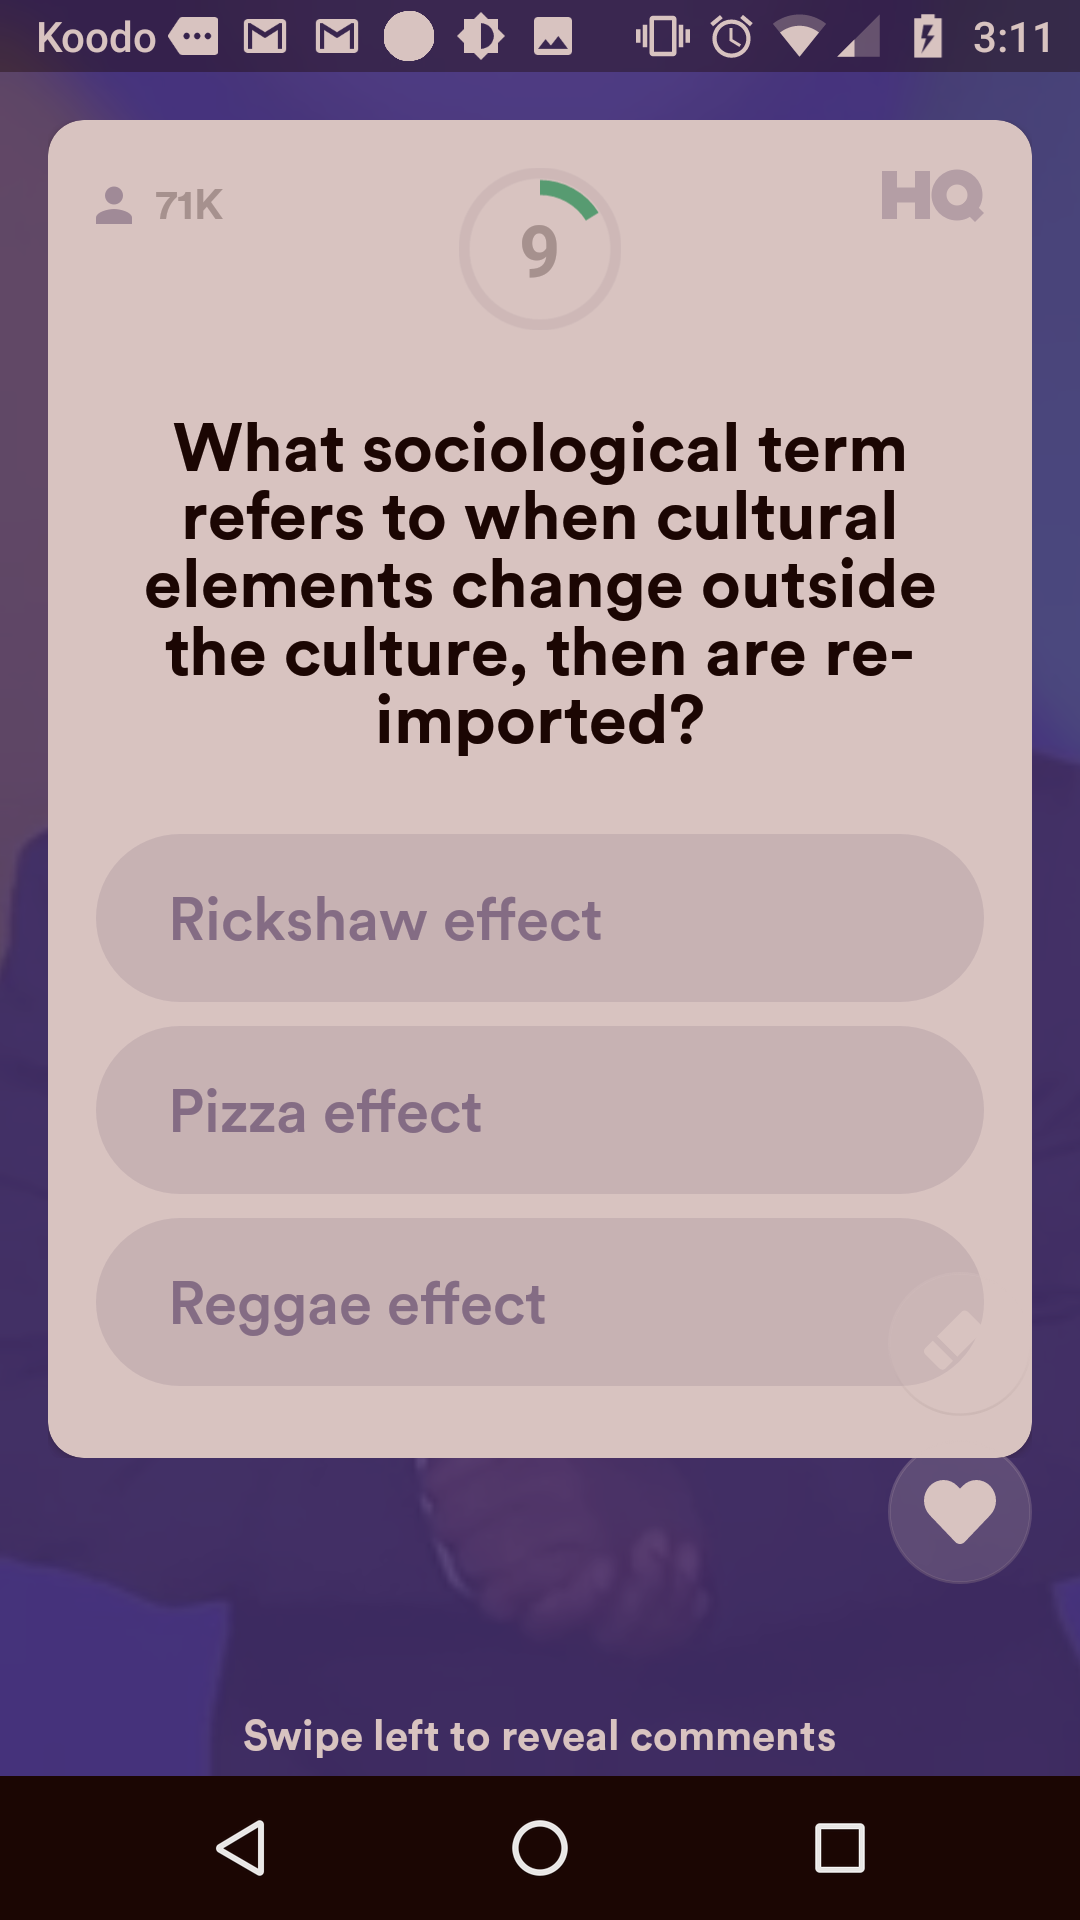 Koodo 3:11
71K 9 HQ
What sociological term
refers to when cultural
elements change outside
the culture, then are re-
imported?
Rickshaw effect
Pizza effect
Reggae effect
Swipe left to reveal comments